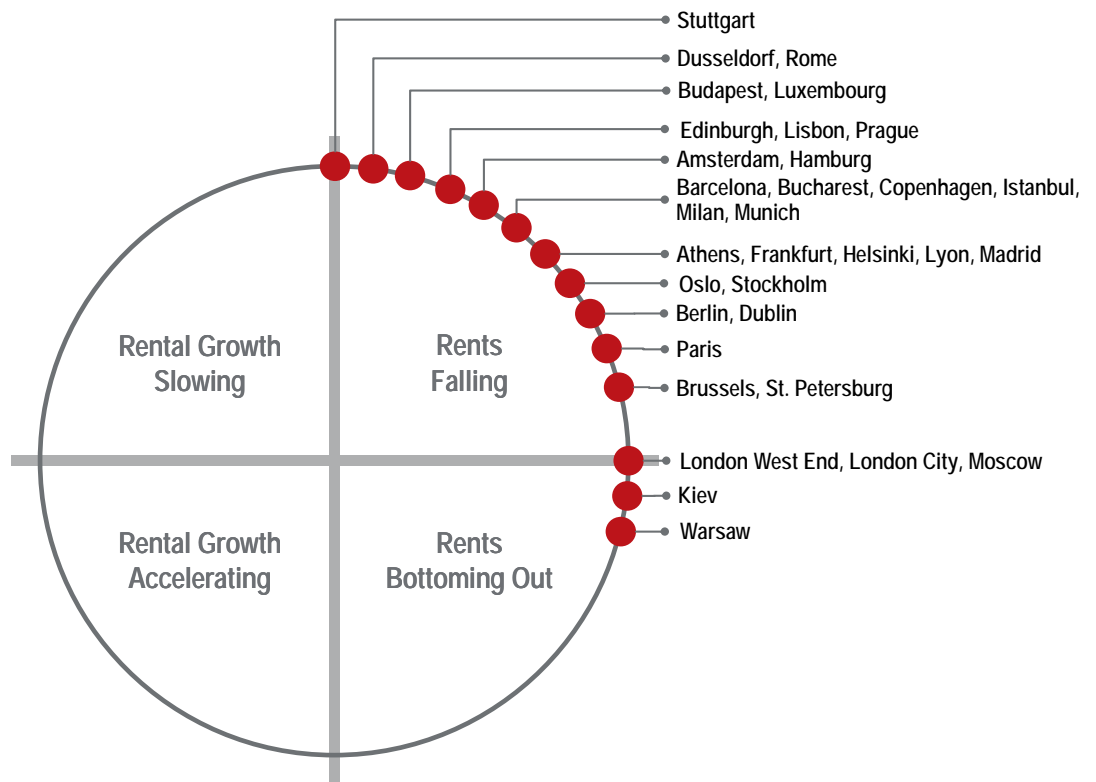 Stuttgart
Dusseldorf, Rome
Budapest, Luxembourg
Edinburgh, Lisbon, Prague
Amsterdam, Hamburg
Barcelona, Bucharest, Copenhagen, Istanbul,
Milan, Munich
Athens, Frankfurt, Helsinki, Lyon, Madrid
Oslo, Stockholm
Berlin, Dublin
Paris
Brussels, St. Petersburg
London West End, London City, Moscow
Kiev
Warsaw
Rental Growth
Slowing
Rents
Falling
Rental Growth
Accelerating
Rents
Bottoming Out